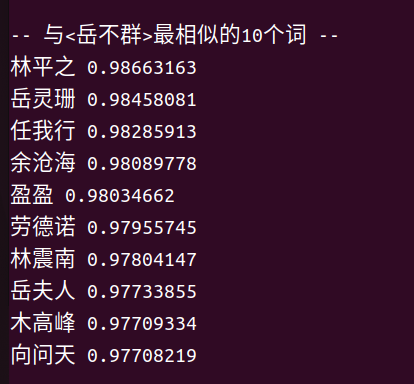 -- 与<岳不群>最相似的10个词 --
林平之 0.98663163
岳灵珊 0.98458081
任我行 0.98285913
余沧海 0.98089778
盈盈 0.98034662
劳德诺 0.97955745
林震南 0.97804147
岳夫人 0.97733855
木高峰 0.97709334
向问天 0.97708219